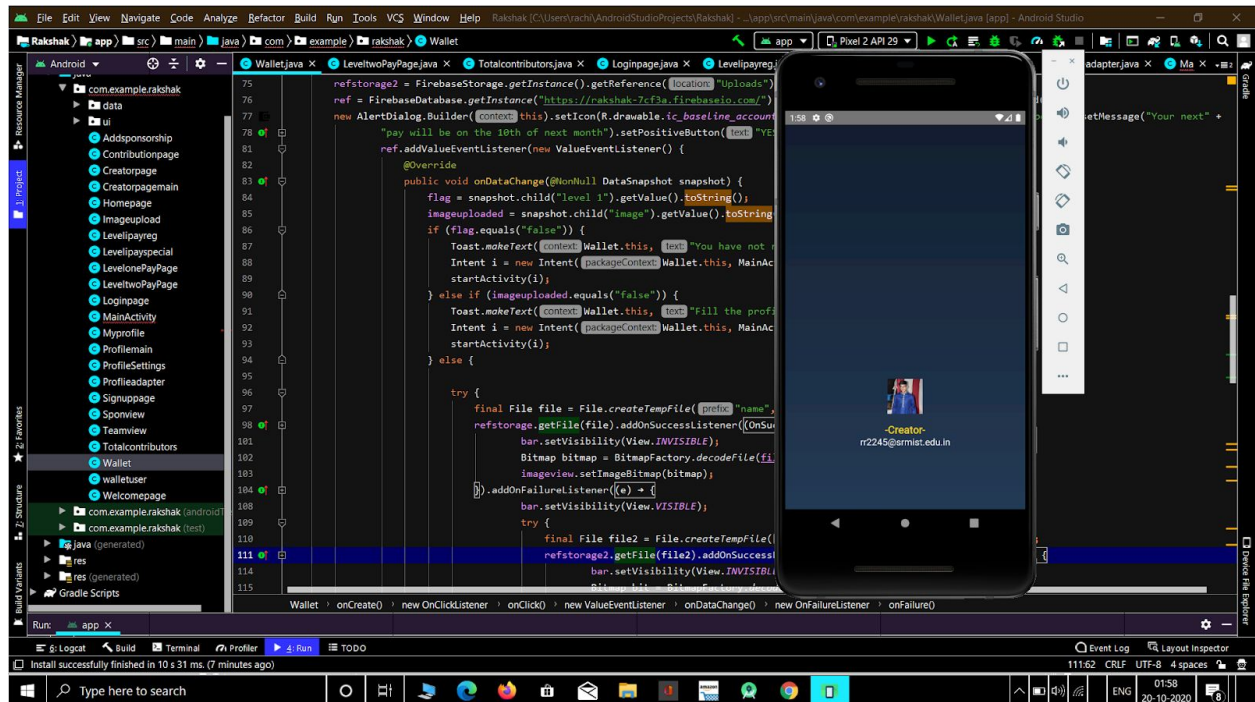 File Edit View Navigate Code Analyze Refactor Build Run Tools VCS Window Help Rakshak [C:\Users\rachi\AndroidStudioProjects\Rakshak] - ...\app\src\main\java\com\example\rakshak\Wallet.java [app] - Android Studio
Rakshak app src main java com example rakshak Wallet app Pixel 2 API 29
Android Wallet.java LeveltwoPayPage.java Totalcontributors.java Loginpage.java Levelipayreg.j adapter.java Ma
java
com.example.rakshak
data
ui
Addsponsorship
Contributionpage
Creatorpage
Creatorpagemain
Homepage
Imageupload
Levelipayreg
Levelipayspecial
LevelonePayPage
LeveltwoPayPage
Loginpage
MainActivity
Myprofile
Profilemain
ProfileSettings
Proflieadapter
Signuppage
Sponview
Teamview
Totalcontributors
Wallet
walletuser
Welcomepage
com.example.rakshak (androidT
com.example.rakshak (test)
java (generated)
res
res (generated)
Gradle Scripts
Resource Manager
1: Project
2: Favorites
7: Structure
Build Variants
75 refstorage2 = FirebaseStorage.getInstance().getReference( location: "Uploads")
76 ref = FirebaseDatabase.getInstance("https://rakshak-7cf3a.firebaseio.com/")
77 new AlertDialog.Builder( context: this).setIcon(R.drawable.ic_baseline_account setMessage("Your next" +
78 "pay will be on the 10th of next month").setPositiveButton( text: "YE
81 ref.addValueEventListener(new ValueEventListener() {
82 @Override
83 public void onDataChange(@NonNull DataSnapshot snapshot) {
84 flag = snapshot.child("level 1").getValue().toString();
85 imageuploaded = snapshot.child("image").getValue().toString
86 if (flag.equals("false")) {
87 Toast.makeText( context: Wallet.this, text: "You have not
88 Intent i = new Intent( packageContext: Wallet.this, MainAc
89 startActivity(i);
90 } else if (imageuploaded.equals("false")) {
91 Toast.makeText( context: Wallet.this, text: "Fill the profi
92 Intent i = new Intent( packageContext: Wallet.this, MainAc
93 startActivity(i);
94 } else {
95
96 try {
97 final File file = File.createTempFile( prefix: "name",
98 refstorage.getFile(file).addOnSuccessListener((OnSu
101 bar.setVisibility(View.INVISIBLE);
102 Bitmap bitmap = BitmapFactory.decodeFile(fi
103 imageview.setImageBitmap(bitmap);
104 }).addOnFailureListener((e) → {
108 bar.setVisibility(View.VISIBLE);
109 try {
110 final File file2 = File.createTempFile(
111 refstorage2.getFile(file2).addOnSuccess {
114 bar.setVisibility(View.INVISIBL
115
Wallet › onCreate() › new OnClickListener › onClick() › new ValueEventListener › onDataChange() › new OnFailureListener › onFailure()
1:58
-Creator-
rr2245@srmist.edu.in
Gradle
Device File Explorer
Run: app
6: Logcat Build Terminal Profiler 4: Run TODO Event Log Layout Inspector
Install successfully finished in 10 s 31 ms. (7 minutes ago) 111:62 CRLF UTF-8 4 spaces
Type here to search ENG 01:58
20-10-2020
8